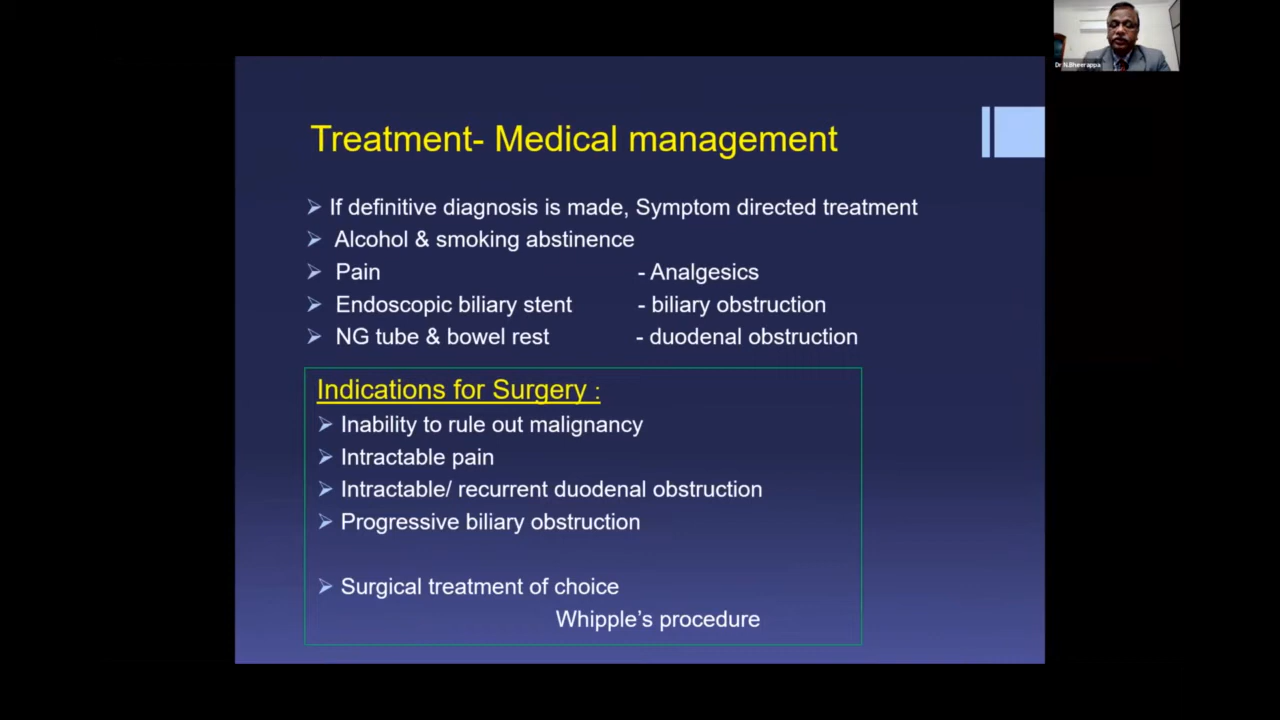 Dr N.Bheerappa
Treatment- Medical management
➢ If definitive diagnosis is made, Symptom directed treatment
➢ Alcohol & smoking abstinence
➢ Pain - Analgesics
➢ Endoscopic biliary stent - biliary obstruction
➢ NG tube & bowel rest - duodenal obstruction
Indications for Surgery :
➢ Inability to rule out malignancy
➢ Intractable pain
➢ Intractable/ recurrent duodenal obstruction
➢ Progressive biliary obstruction
➢ Surgical treatment of choice
Whipple’s procedure